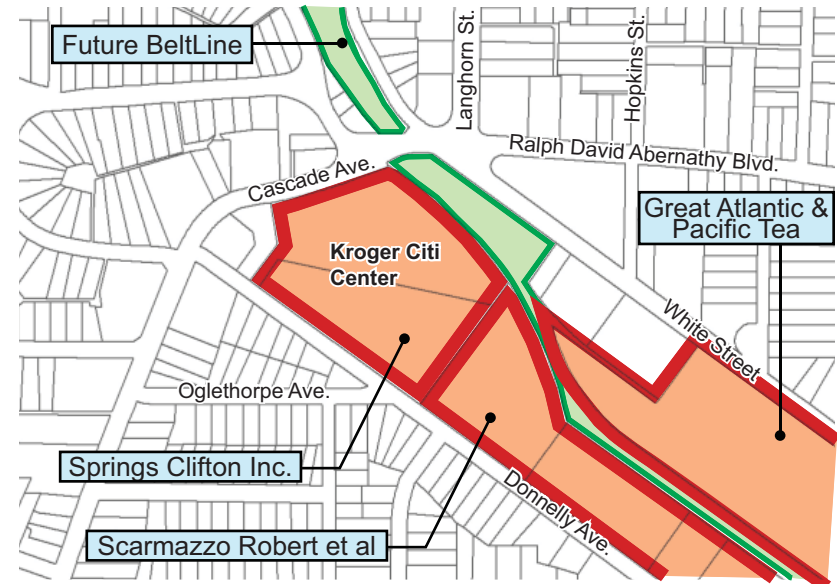 Future BeltLine
Langhorn St.
Hopkins St.
Ralph David Abernathy Blvd.
Cascade Ave.
Great Atlantic &
Pacific Tea
Kroger Citi
Center
White Street
Oglethorpe Ave.
Springs Clifton Inc.
Donnelly Ave.
Scarmazzo Robert et al